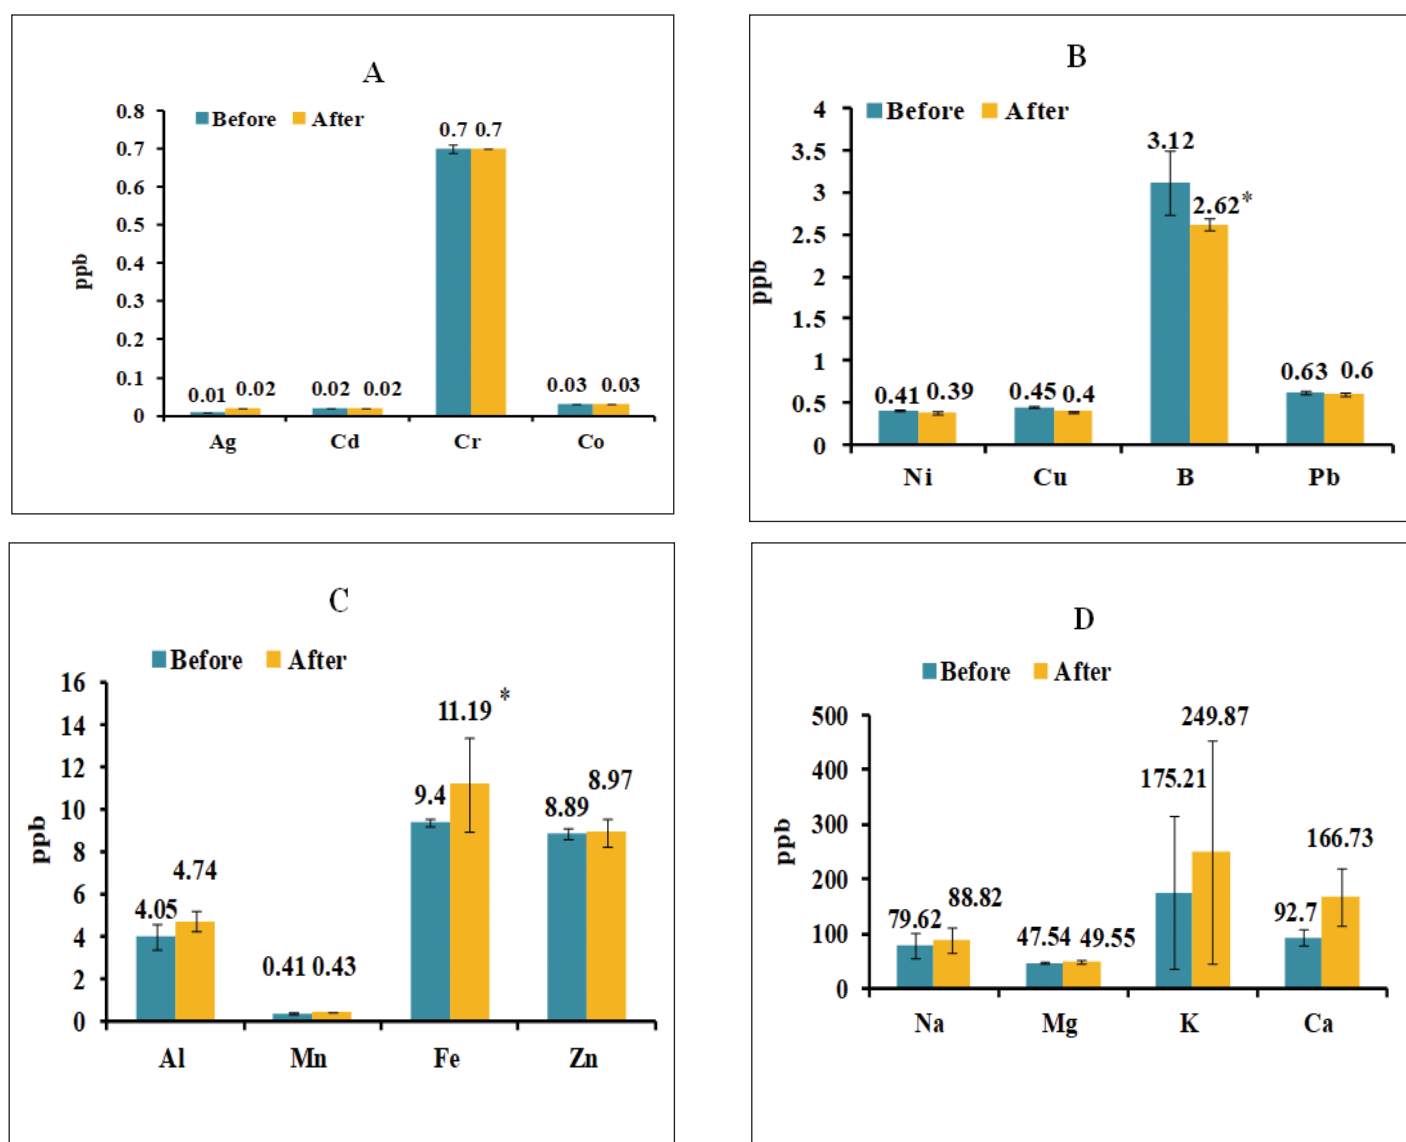 A
Before After
0.8
0.7
0.6
0.5
0.4
0.3
0.2
0.1
0
ppb
0.01 0.02 0.02 0.02 0.7 0.7 0.03 0.03
Ag Cd Cr Co
B
Before After
4
3.5
3
2.5
2
1.5
1
0.5
0
ppb
0.41 0.39 0.45 0.4 3.12 2.62* 0.63 0.6
Ni Cu B Pb
C
Before After
16
14
12
10
8
6
4
2
0
ppb
4.05 4.74 0.41 0.43 9.4 11.19 * 8.89 8.97
Al Mn Fe Zn
D
Before After
500
400
300
200
100
0
ppb
79.62 88.82 47.54 49.55 175.21 249.87 92.7 166.73
Na Mg K Ca